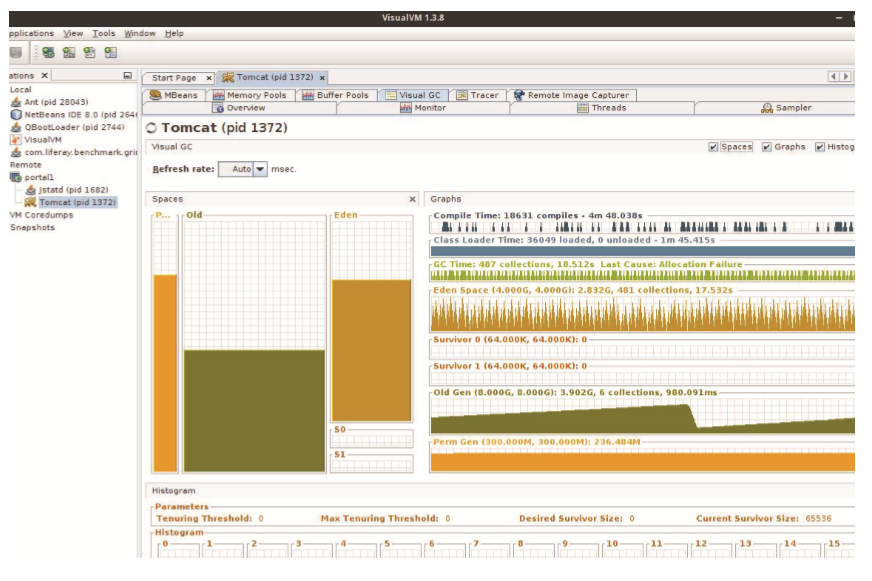 VisualVM 1.3.8
pplications View Tools Window Help
ations
Start Page
Tomcat (pid 1372)
Local
Ant (pid 28043)
NetBeans IDE 8.0 (pid 264
QBootLoader (pid 2744)
VisualVM
com.liferay.benchmark.grin
Remote
portal1
Jstatd (pid 1682)
Tomcat (pid 1372)
VM Coredumps
Snapshots
MBeans Memory Pools Buffer Pools Visual GC Tracer Remote Image Capturer
Overview Monitor Threads Sampler
Tomcat (pid 1372)
Visual GC Spaces Graphs Histog
Refresh rate: Auto msec.
Spaces
P... Old Eden
S0
S1
Graphs
Compile Time: 18631 compiles - 4m 48.038s
Class Loader Time: 36049 loaded, 0 unloaded - 1m 45.415s
GC Time: 487 collections, 18.512s Last Cause: Allocation Failure
Eden Space (4.000G, 4.000G): 2.832G, 481 collections, 17.532s
Survivor 0 (64.000K, 64.000K): 0
Survivor 1 (64.000K, 64.000K): 0
Old Gen (8.000G, 8.000G): 3.902G, 6 collections, 980.091ms
Perm Gen (300.000M, 300.000M): 236.484M
Histogram
Parameters
Tenuring Threshold: 0 Max Tenuring Threshold: 0 Desired Survivor Size: 0 Current Survivor Size: 65536
Histogram
0 1 2 3 4 5 6 7 8 9 10 11 12 13 14 15